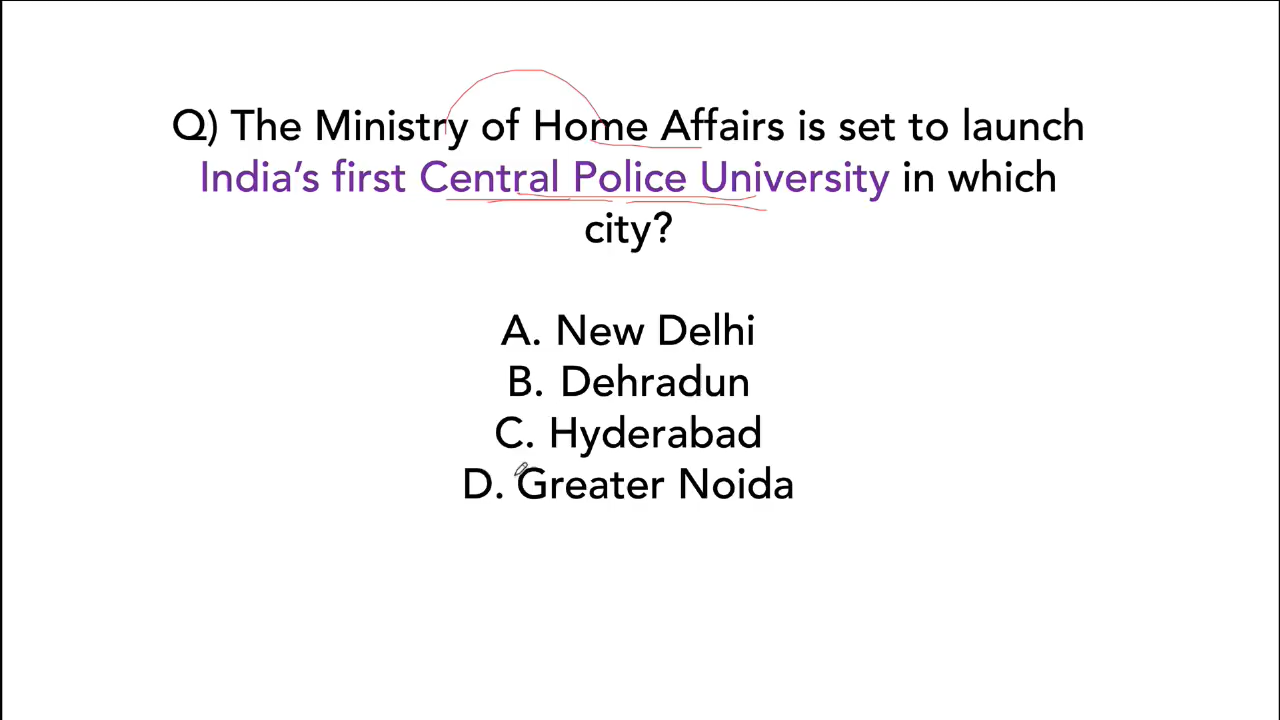 Q) The Ministry of Home Affairs is set to launch
India’s first Central Police University in which
city?
A. New Delhi
B. Dehradun
C. Hyderabad
D. Greater Noida